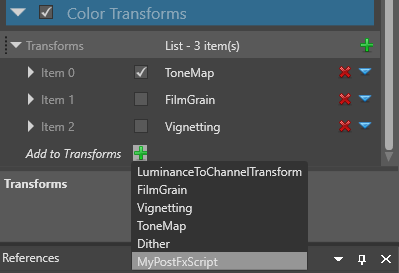 Color Transforms
Transforms List - 3 item(s)
Item 0 ToneMap
Item 1 FilmGrain
Item 2 Vignetting
Add to Transforms
LuminanceToChannelTransform
FilmGrain
Vignetting
ToneMap
Dither
MyPostFxScript
Transforms
References